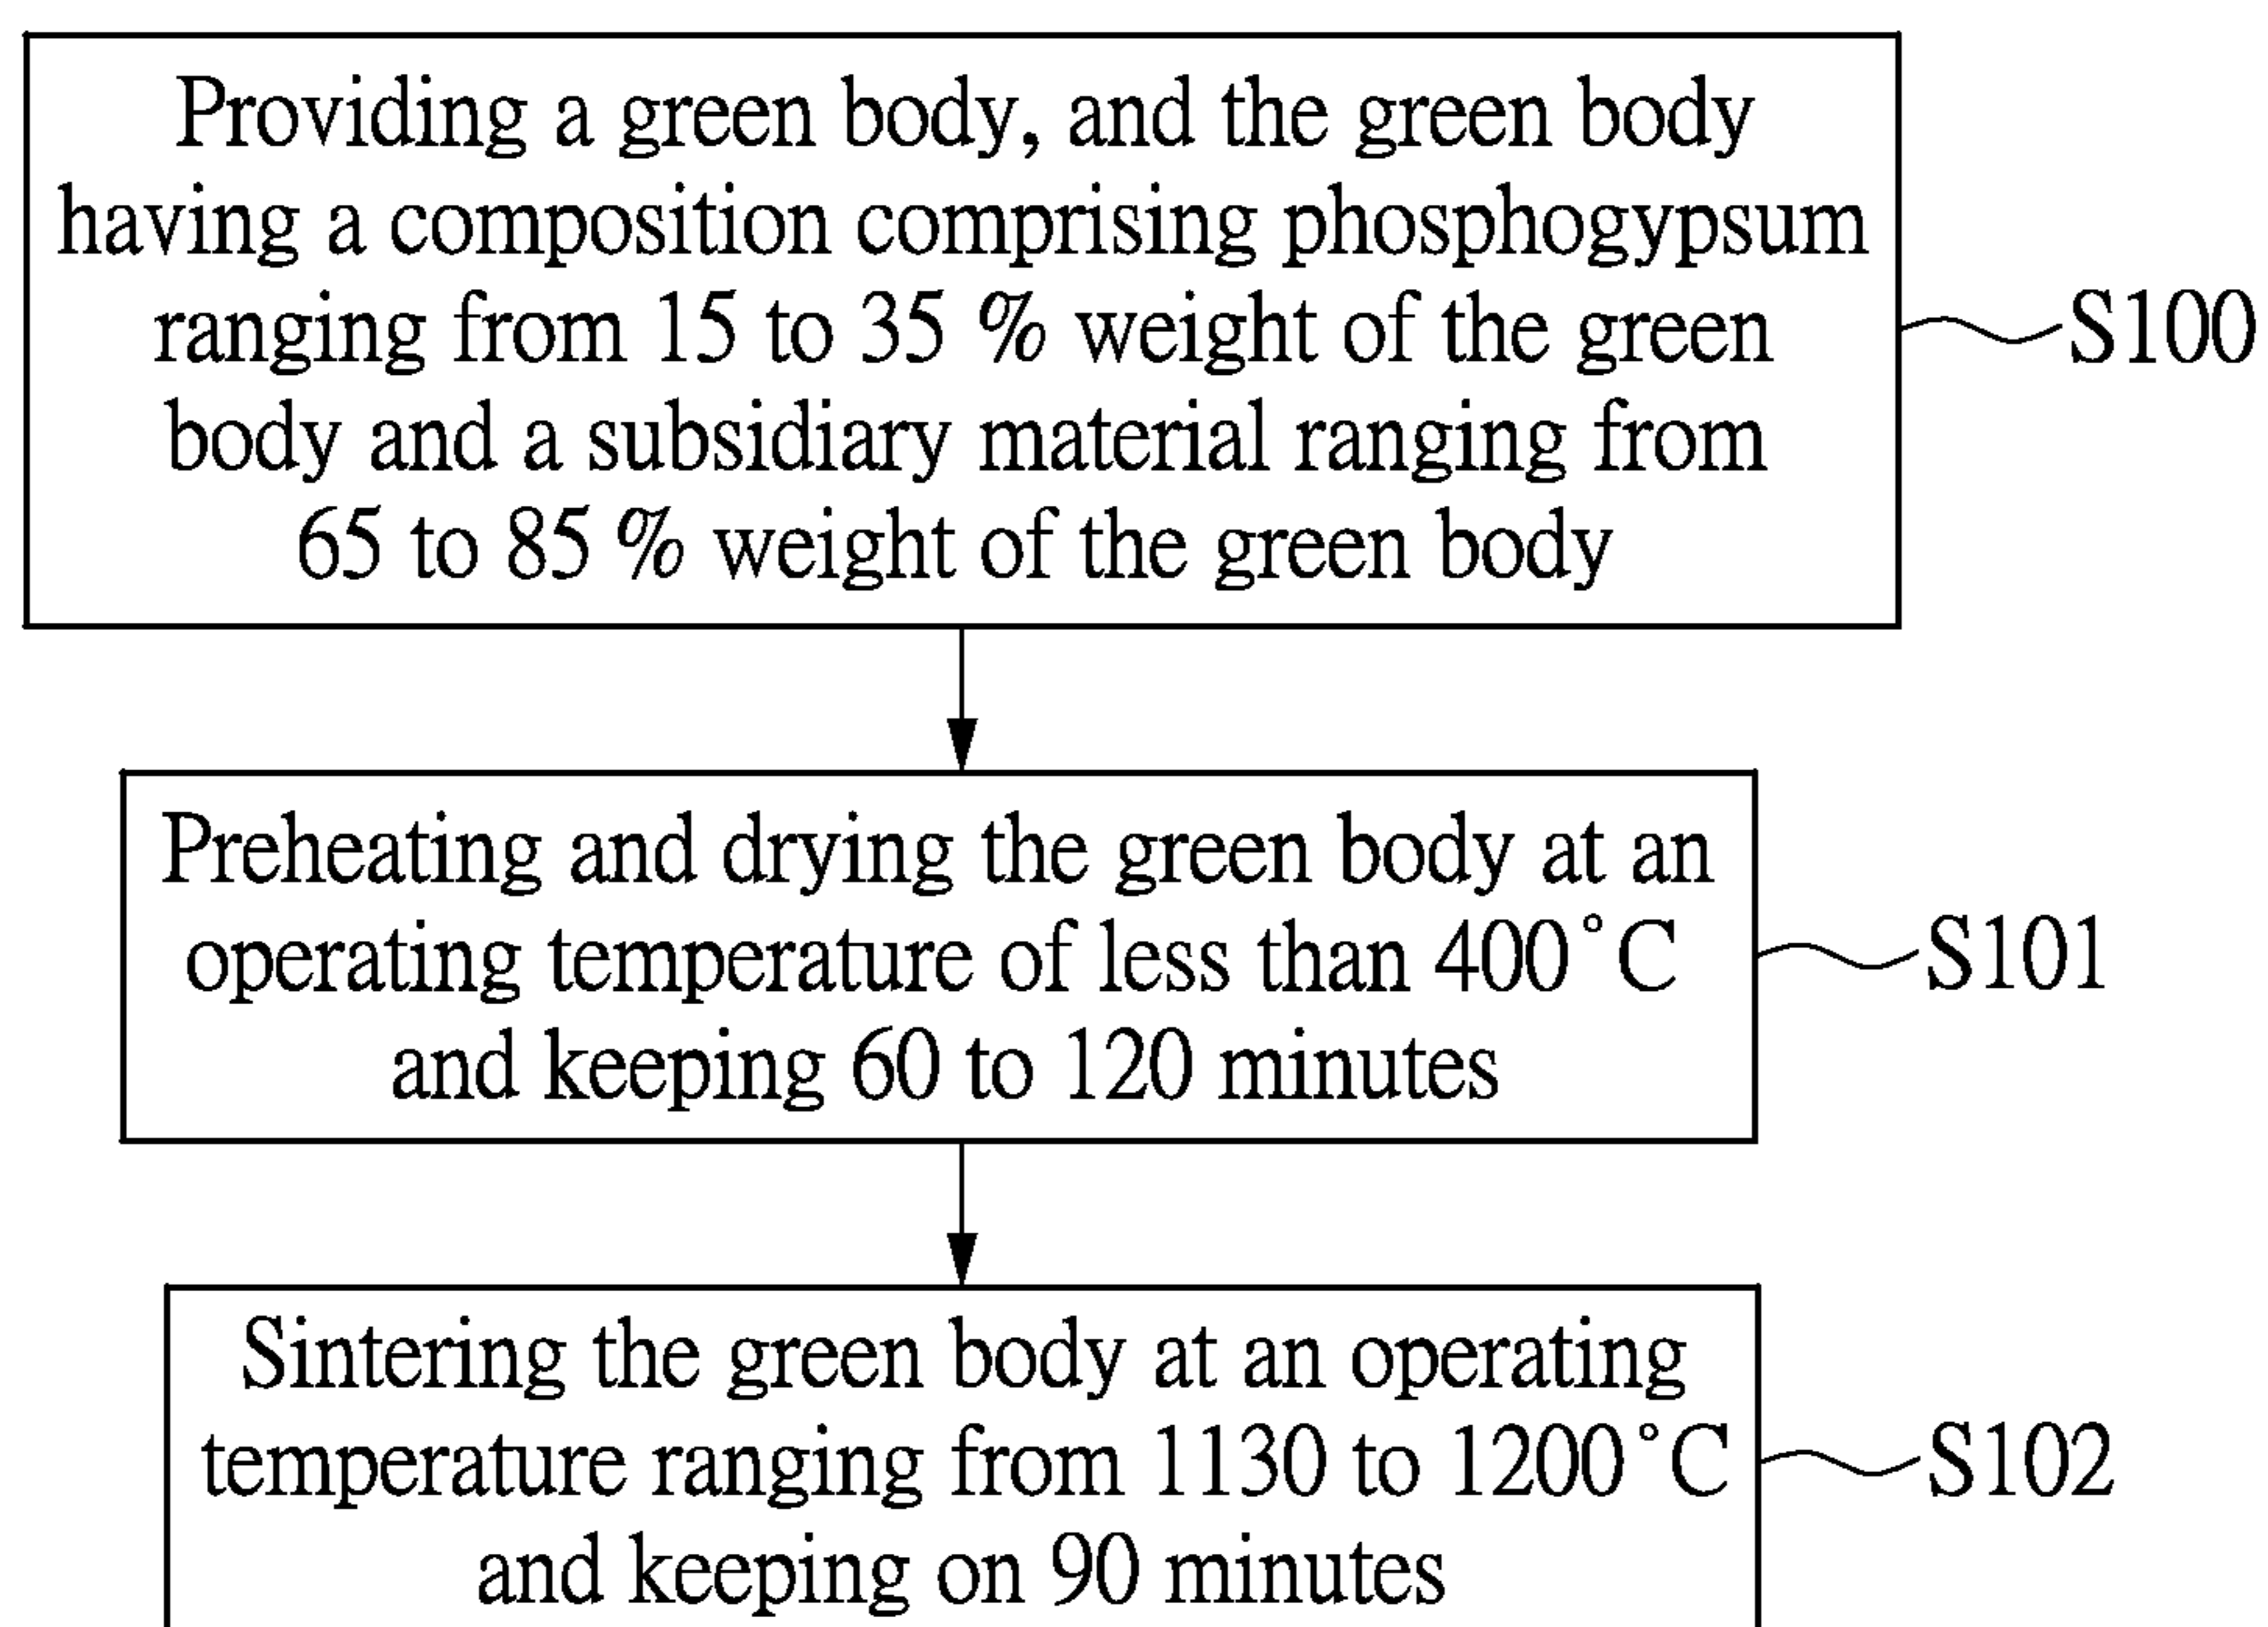 Providing a green body, and the green body
having a composition comprising phosphogypsum
ranging from 15 to 35 % weight of the green
body and a subsidiary material ranging from
65 to 85 % weight of the green body
S100
Preheating and drying the green body at an
operating temperature of less than 400°C
and keeping 60 to 120 minutes
S101
Sintering the green body at an operating
temperature ranging from 1130 to 1200°C
and keeping on 90 minutes
S102